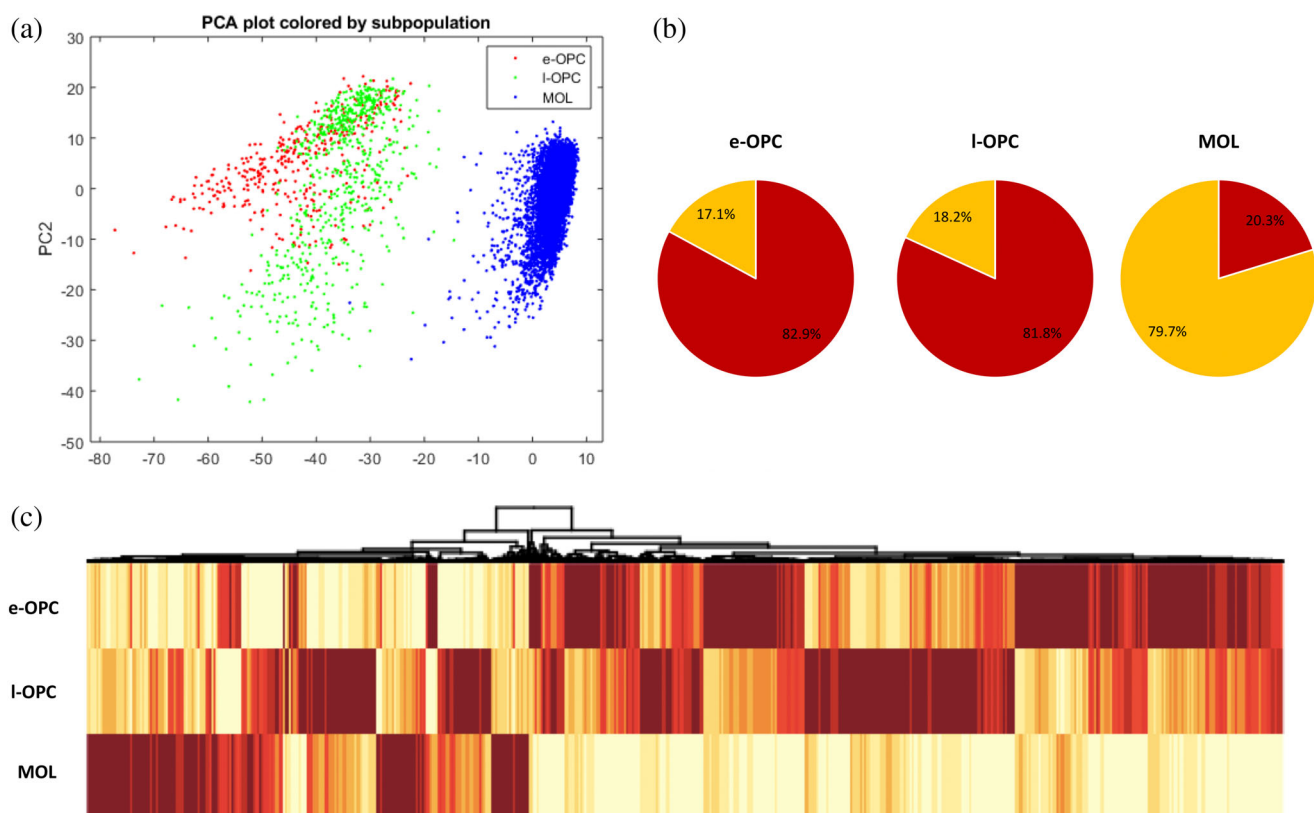 (a)
PCA plot colored by subpopulation
30
20
10
0
-10
-20
-30
-40
-50
PC2
-80 -70 -60 -50 -40 -30 -20 -10 0 10
e-OPC
l-OPC
MOL
(b)
e-OPC l-OPC MOL
17.1%
82.9%
18.2%
81.8%
20.3%
79.7%
(c)
e-OPC
l-OPC
MOL